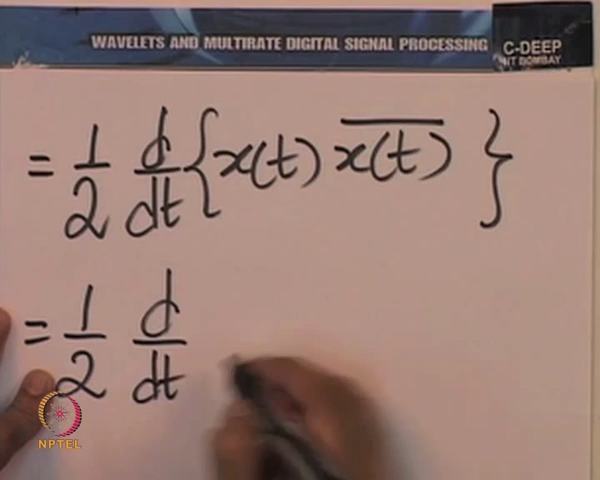 WAVELETS AND MULTIRATE DIGITAL SIGNAL PROCESSING
C-DEEP
IIT BOMBAY
= 1/2 d/dt { x(t) \overline{x(t)} }
= 1/2 d/dt
NPTEL